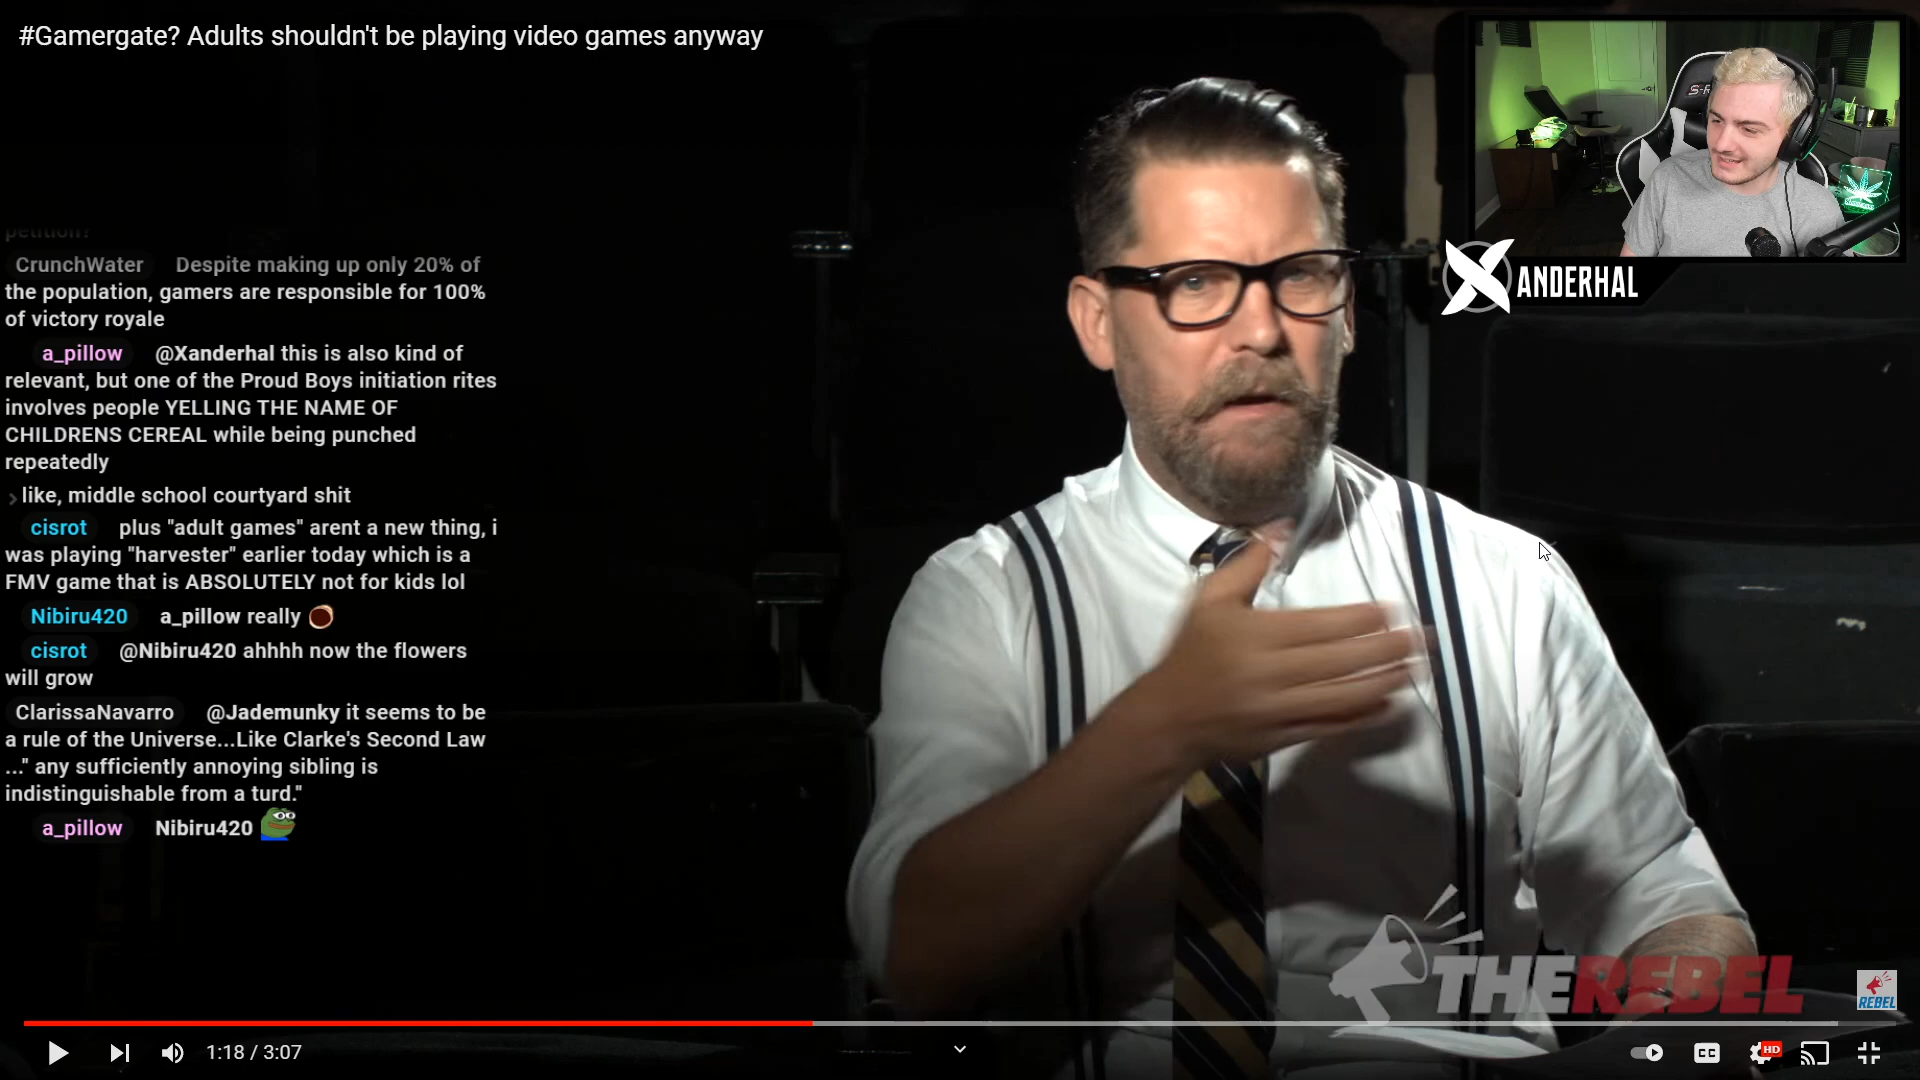 #Gamergate? Adults shouldn't be playing video games anyway
S-R
ANDERHAL
petition?
CrunchWater Despite making up only 20% of
the population, gamers are responsible for 100%
of victory royale
a_pillow @Xanderhal this is also kind of
relevant, but one of the Proud Boys initiation rites
involves people YELLING THE NAME OF
CHILDRENS CEREAL while being punched
repeatedly
like, middle school courtyard shit
cisrot plus "adult games" arent a new thing, i
was playing "harvester" earlier today which is a
FMV game that is ABSOLUTELY not for kids lol
Nibiru420 a_pillow really
cisrot @Nibiru420 ahhhh now the flowers
will grow
ClarissaNavarro @Jademunky it seems to be
a rule of the Universe...Like Clarke's Second Law
..." any sufficiently annoying sibling is
indistinguishable from a turd."
a_pillow Nibiru420
THEREBEL
REBEL
1:18 / 3:07
CC
HD